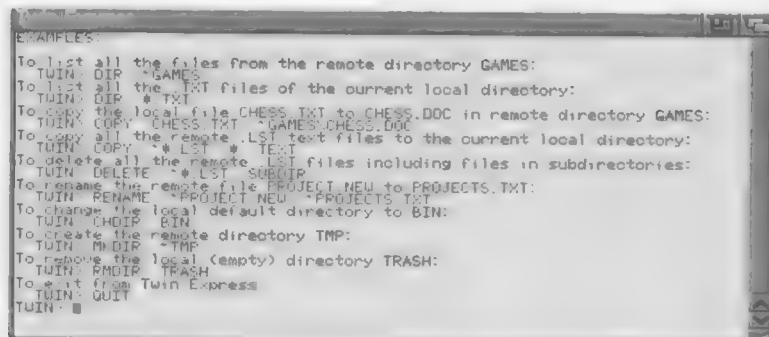 EXAMPLES:
To list all the files from the remote directory GAMES:
TWIN> DIR ~GAMES
To list all the .TXT files of the current local directory:
TWIN> DIR *.TXT
To copy the local file CHESS.TXT to CHESS.DOC in remote directory GAMES:
TWIN> COPY CHESS.TXT ~GAMES\CHESS.DOC
To copy all the remote .LST text files to the current local directory:
TWIN> COPY ~*.LST * TEXT
To delete all the remote .LST files including files in subdirectories:
TWIN> DELETE ~*.LST SUBDIR
To rename the remote file PROJECT.NEW to PROJECTS.TXT:
TWIN> RENAME ~PROJECT.NEW ~PROJECTS.TXT
To change the local default directory to BIN:
TWIN> CHDIR BIN
To create the remote directory TMP:
TWIN> MKDIR ~TMP
To remove the local (empty) directory TRASH:
TWIN> RMDIR TRASH
To exit from Twin Express
TWIN> QUIT
TWIN>